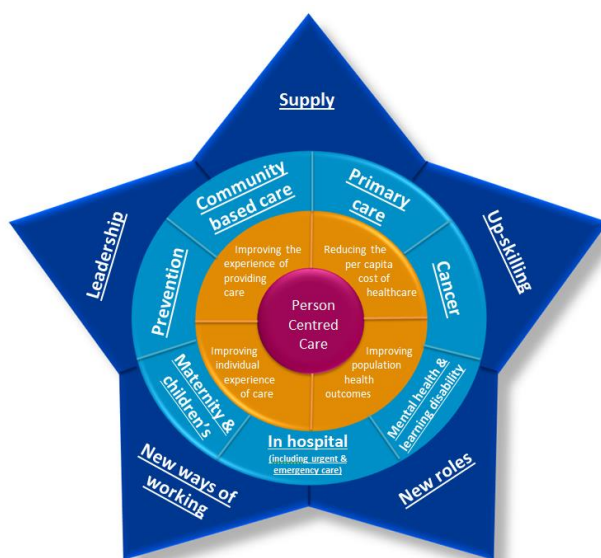 Supply
Leadership
Up-skilling
New ways of
working
New roles
Community
based care
Primary
care
Prevention
Cancer
Maternity &
children's
Mental health &
learning disability
In hospital
(including urgent &
emergency care)
Improving the
experience of
providing
care
Reducing the
per capita
cost of
healthcare
Improving
individual
experience
of care
Improving
population
health
outcomes
Person
Centred
Care